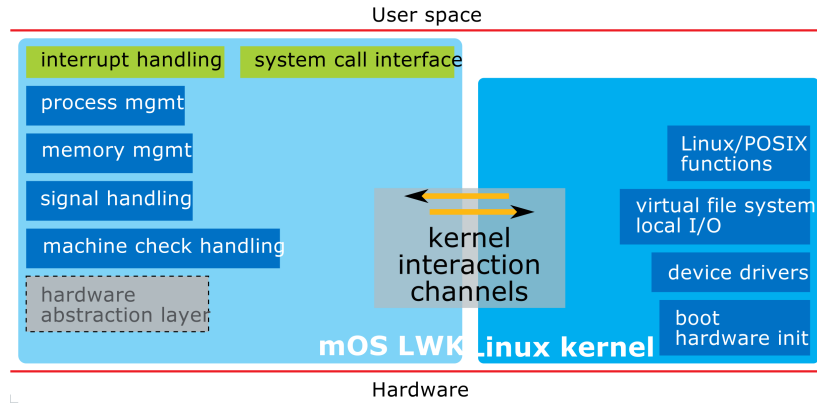 User space
interrupt handling
system call interface
process mgmt
memory mgmt
signal handling
machine check handling
hardware
abstraction layer
mOS LWK
kernel
interaction
channels
Linux/POSIX
functions
virtual file system
local I/O
device drivers
boot
hardware init
Linux kernel
Hardware